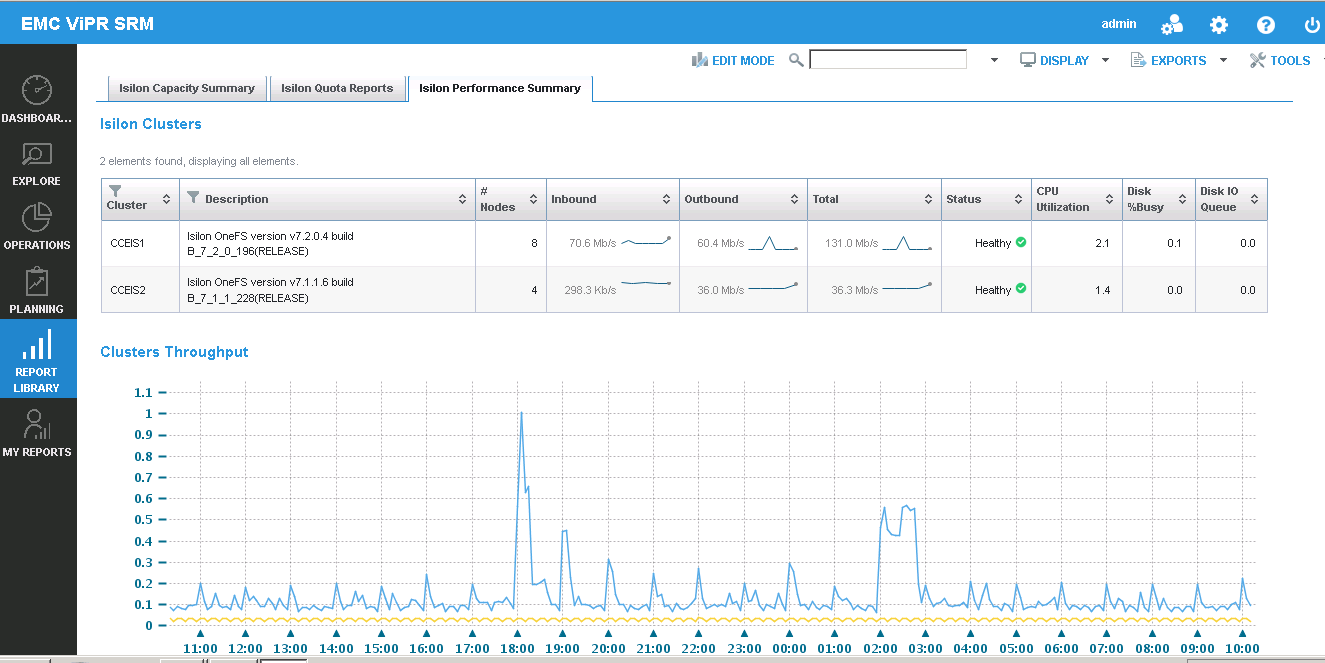 EMC ViPR SRM
admin
EDIT MODE
DISPLAY
EXPORTS
TOOLS
DASHBOAR...
EXPLORE
OPERATIONS
PLANNING
REPORT
LIBRARY
MY REPORTS
Isilon Capacity Summary
Isilon Quota Reports
Isilon Performance Summary
Isilon Clusters
2 elements found, displaying all elements.
Cluster Description # Nodes Inbound Outbound Total Status CPU Utilization Disk %Busy Disk IO Queue
CCEIS1 Isilon OneFS version v7.2.0.4 build 8 70.6 Mb/s 60.4 Mb/s 131.0 Mb/s Healthy 2.1 0.1 0.0
B_7_2_0_196(RELEASE)
CCEIS2 Isilon OneFS version v7.1.1.6 build 4 298.3 Kb/s 36.0 Mb/s 36.3 Mb/s Healthy 1.4 0.0 0.0
B_7_1_1_228(RELEASE)
Clusters Throughput
1.1
1
0.9
0.8
0.7
0.6
0.5
0.4
0.3
0.2
0.1
0
11:00 12:00 13:00 14:00 15:00 16:00 17:00 18:00 19:00 20:00 21:00 22:00 23:00 00:00 01:00 02:00 03:00 04:00 05:00 06:00 07:00 08:00 09:00 10:00